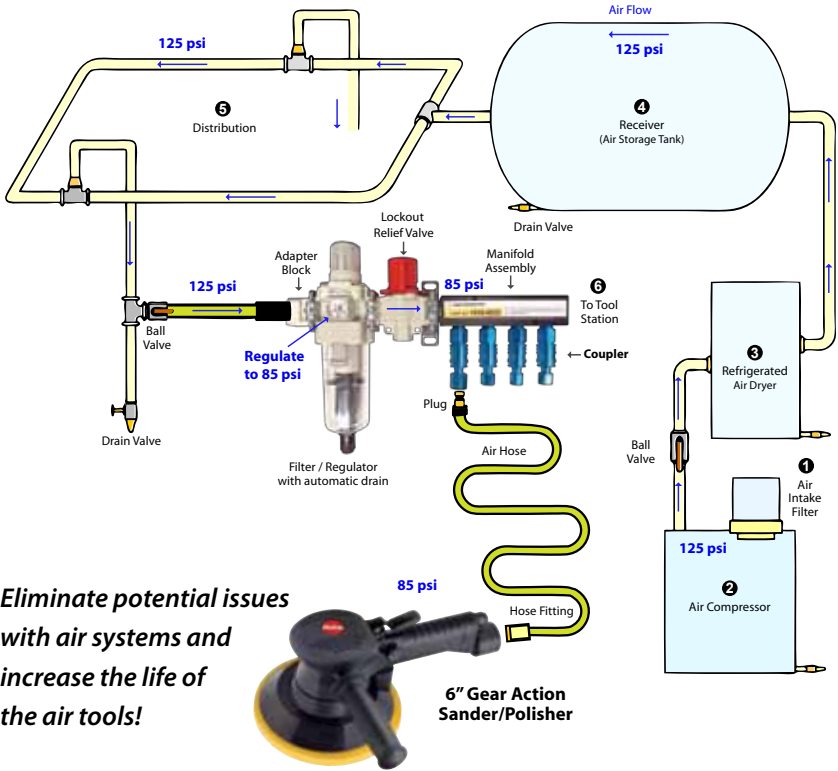 Air Flow
125 psi
125 psi
❺
Distribution
❹
Receiver
(Air Storage Tank)
Drain Valve
Lockout
Relief Valve
Adapter
Block
Manifold
Assembly
125 psi
85 psi
❻
To Tool
Station
Ball
Valve
Regulate
to 85 psi
← Coupler
❸
Refrigerated
Air Dryer
Plug
Drain Valve
Air Hose
Ball
Valve
Filter / Regulator
with automatic drain
❶
Air
Intake
Filter
125 psi
❷
Air Compressor
85 psi
Hose Fitting
Eliminate potential issues
with air systems and
increase the life of
the air tools!
6” Gear Action
Sander/Polisher